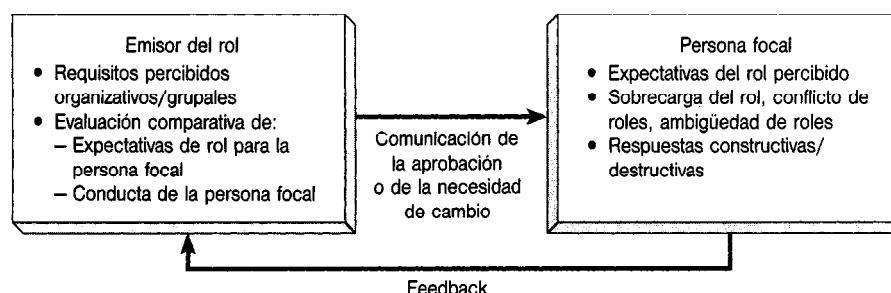 Emisor del rol
• Requisitos percibidos
organizativos/grupales
• Evaluación comparativa de:
– Expectativas de rol para la
persona focal
– Conducta de la persona focal
Comunicación de
la aprobación
o de la necesidad
de cambio
Persona focal
• Expectativas del rol percibido
• Sobrecarga del rol, conflicto de
roles, ambigüedad de roles
• Respuestas constructivas/
destructivas
Feedback